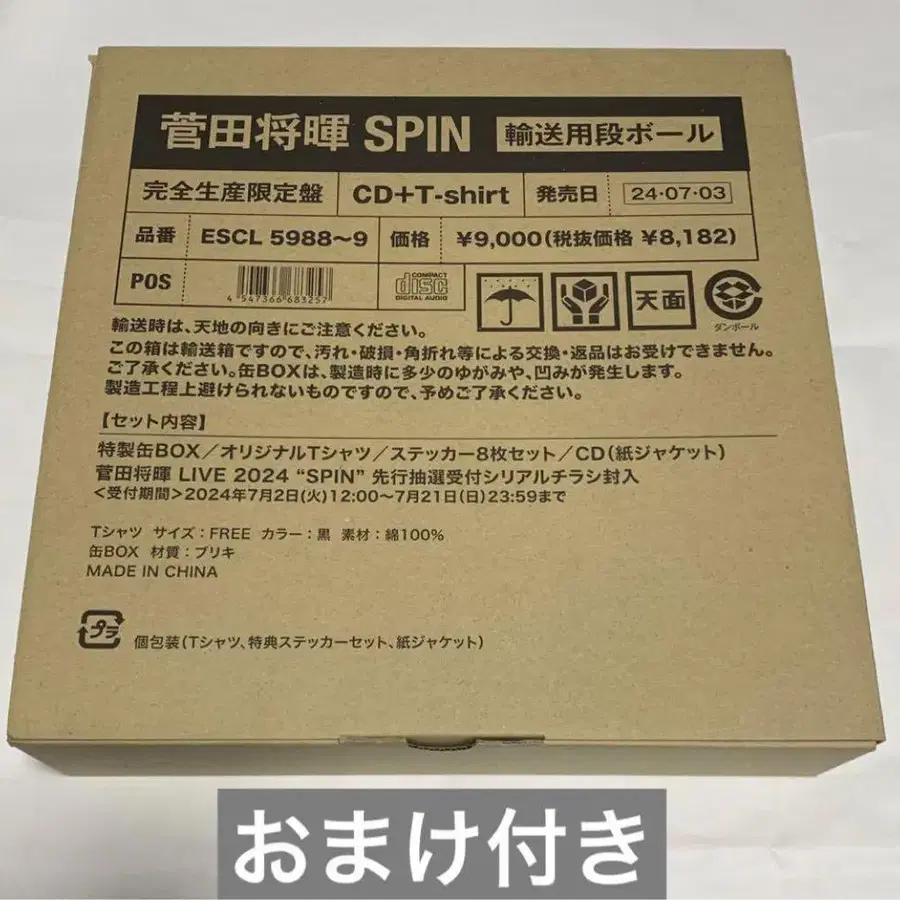 菅田将暉 SPIN 輸送用段ボール
完全生産限定盤 CD+T-shirt 発売日 24・07・03
品番 ESCL 5988〜9 価格 ¥9,000(税抜価格 ¥8,182)
POS
4 547366 683257
COMPACT
disc
DIGITAL AUDIO
天面
ダンボール
輸送時は、天地の向きにご注意ください。
この箱は輸送箱ですので、汚れ・破損・角折れ等による交換・返品はお受けできません。
ご了承ください。缶BOXは、製造時に多少のゆがみや、凹みが発生します。
製造工程上避けられないものですので、予めご了承ください。
【セット内容】
特製缶BOX／オリジナルTシャツ／ステッカー8枚セット／CD(紙ジャケット)
菅田将暉 LIVE 2024 “SPIN” 先行抽選受付シリアルチラシ封入
<受付期間>2024年7月2日(火)12:00〜7月21日(日)23:59まで
Tシャツ サイズ：FREE カラー：黒 素材：綿100%
缶BOX 材質：ブリキ
MADE IN CHINA
プラ
個包装(Tシャツ、特典ステッカーセット、紙ジャケット)
おまけ付き